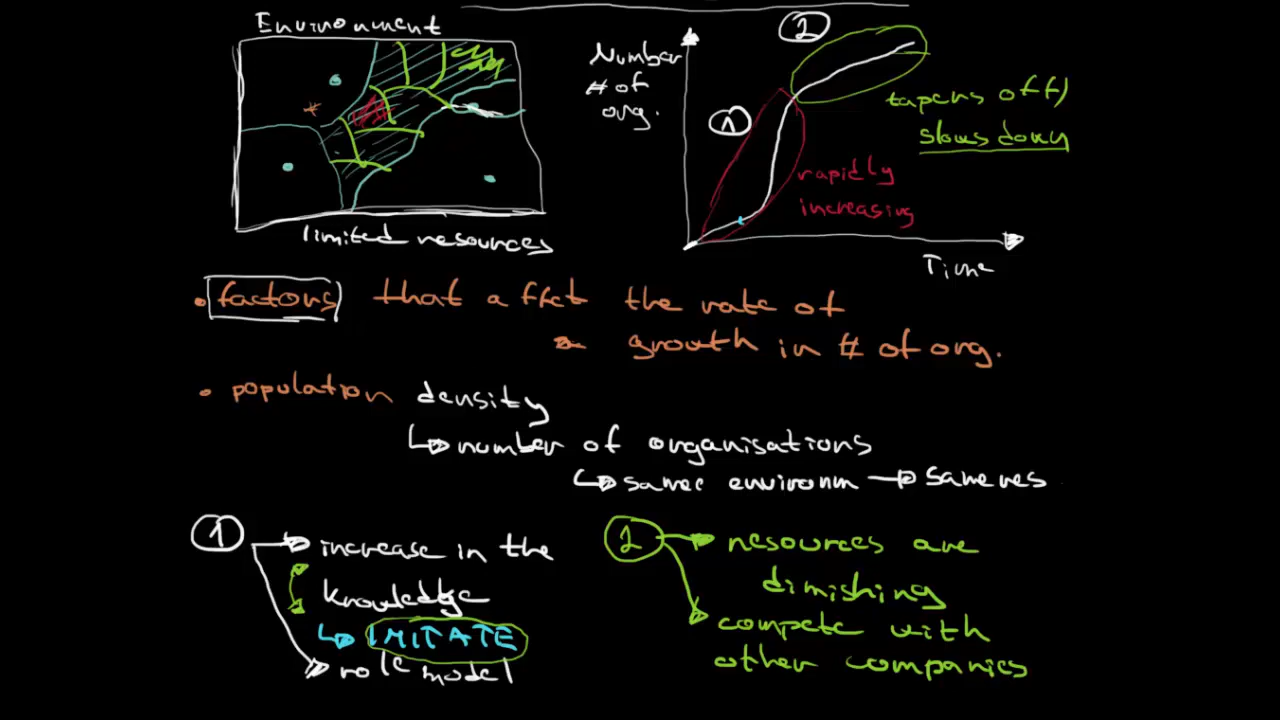 Environment
limited resources
Number
# of
org.
1
2
tapers off/
slows down
rapidly
increasing
Time
• factors that affect the rate of
growth in # of org.
• population density
number of organisations
same environm → same res
1 → increase in the
knowledge
IMITATE
role model
2 → resources are
dimishing
compete with
other companies